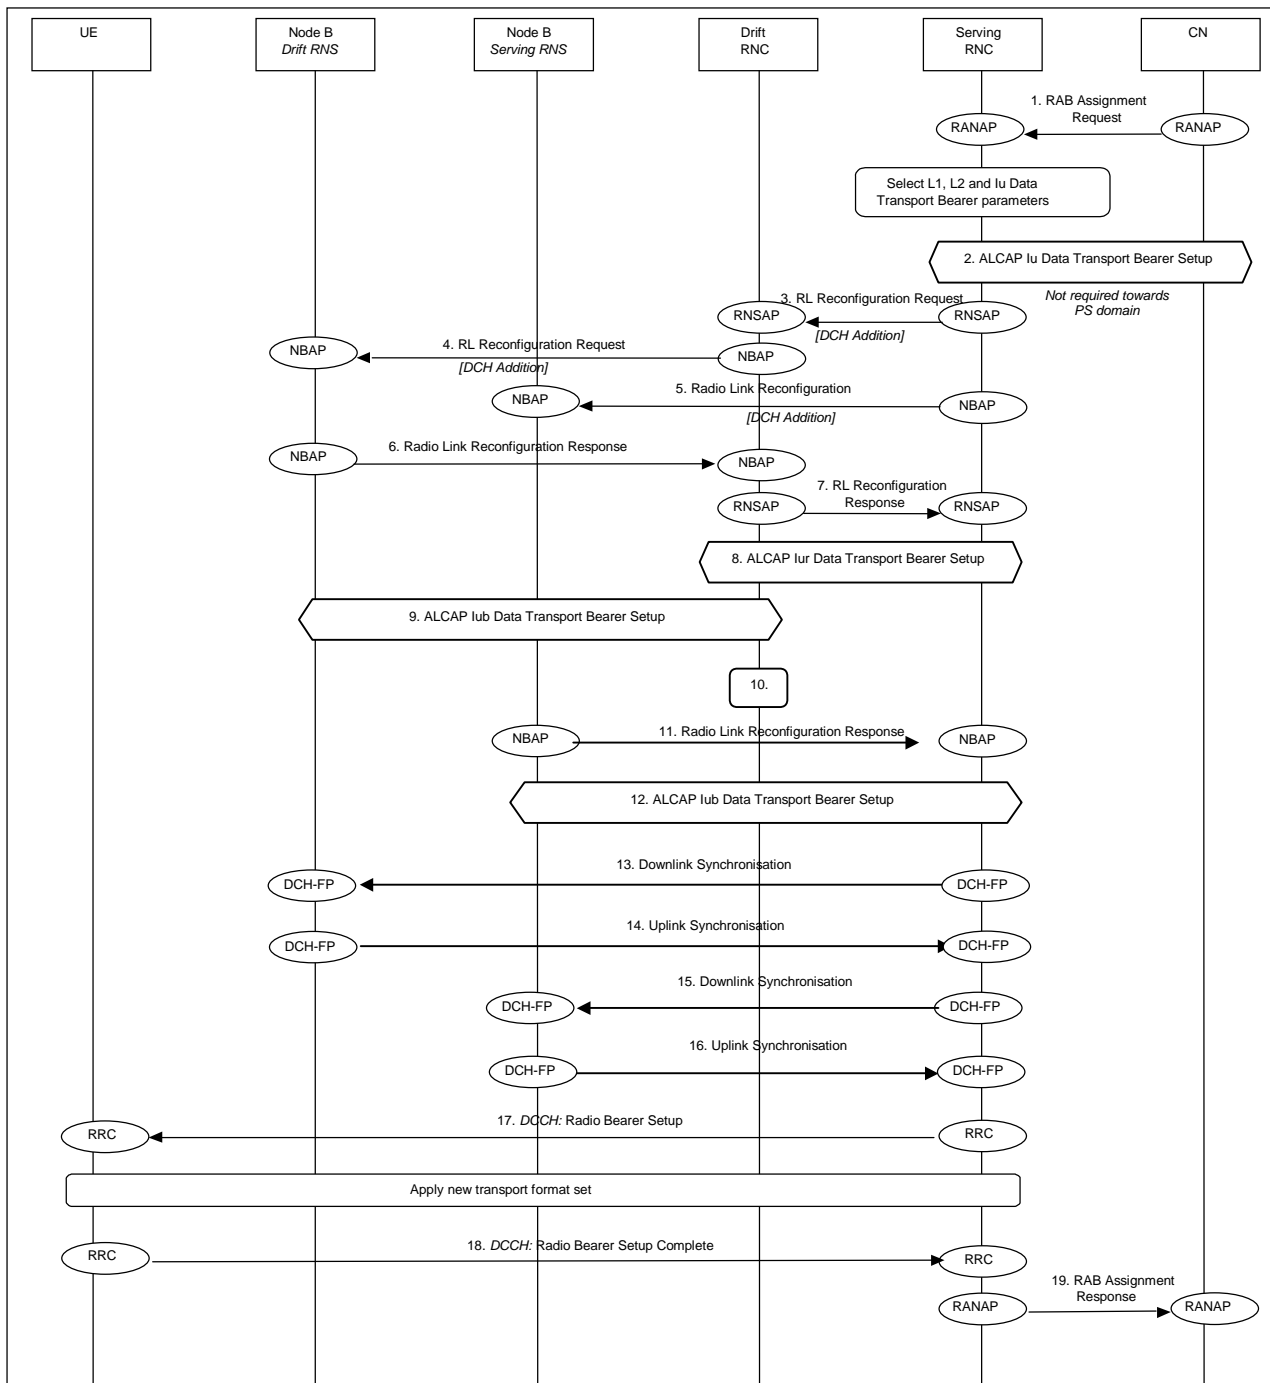 UE
Node B
Drift RNS
Node B
Serving RNS
Drift
RNC
Serving
RNC
CN
1. RAB Assignment
Request
RANAP
RANAP
Select L1, L2 and Iu Data
Transport Bearer parameters
2. ALCAP Iu Data Transport Bearer Setup
Not required towards
PS domain
3. RL Reconfiguration Request
RNSAP
RNSAP
[DCH Addition]
4. RL Reconfiguration Request
NBAP
NBAP
[DCH Addition]
5. Radio Link Reconfiguration
NBAP
NBAP
[DCH Addition]
6. Radio Link Reconfiguration Response
NBAP
NBAP
7. RL Reconfiguration
Response
RNSAP
RNSAP
8. ALCAP Iur Data Transport Bearer Setup
9. ALCAP Iub Data Transport Bearer Setup
10.
11. Radio Link Reconfiguration Response
NBAP
NBAP
12. ALCAP Iub Data Transport Bearer Setup
13. Downlink Synchronisation
DCH-FP
DCH-FP
14. Uplink Synchronisation
DCH-FP
DCH-FP
15. Downlink Synchronisation
DCH-FP
DCH-FP
16. Uplink Synchronisation
DCH-FP
DCH-FP
17. DCCH: Radio Bearer Setup
RRC
RRC
Apply new transport format set
18. DCCH: Radio Bearer Setup Complete
RRC
RRC
19. RAB Assignment
Response
RANAP
RANAP